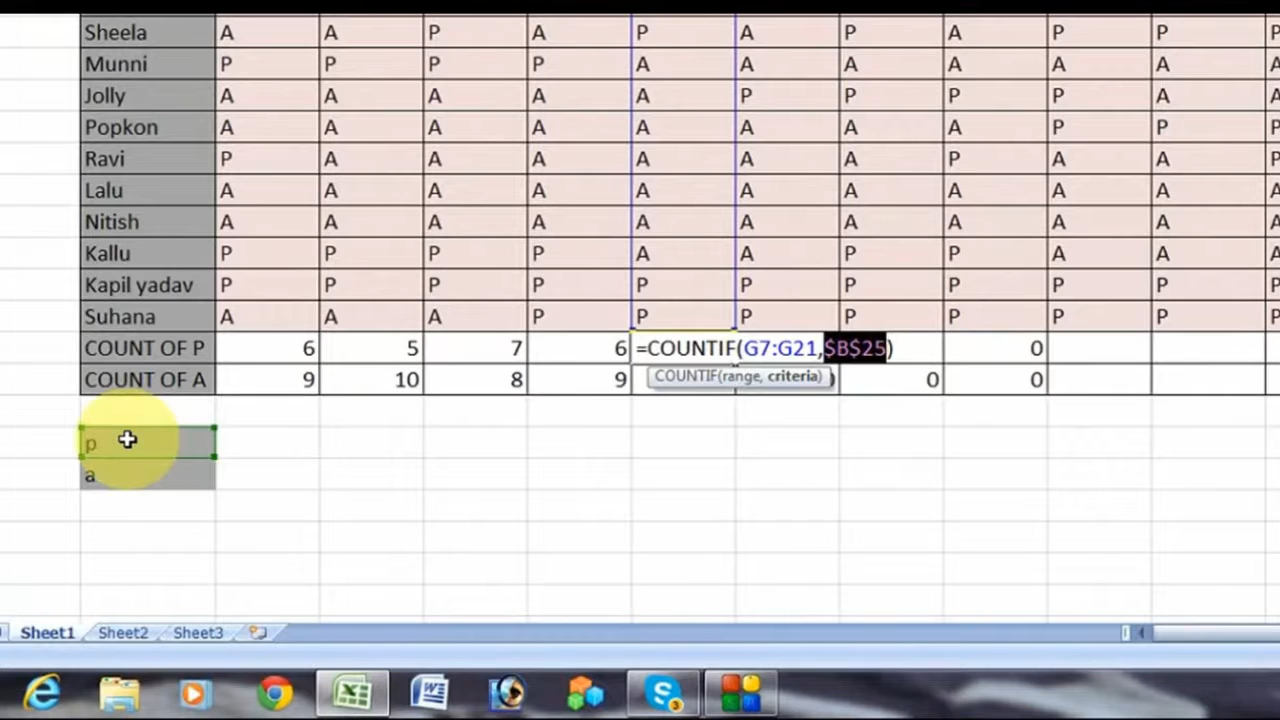 Sheela A A P A P A P A P P P
Munni P P P P A A A A A A A
Jolly A A A A A P P P P A A
Popkon A A A A A A A A P P P
Ravi P A A A A A A P A A P
Lalu A A A A A A A A A A A
Nitish A A A A A A A A A A A
Kallu P P P P A A P P A A A
Kapil yadav P P P P P P P P P P P
Suhana A A A P P P P P P P P
COUNT OF P 6 5 7 6 =COUNTIF(G7:G21,$B$25) 0
COUNT OF A 9 10 8 9 COUNTIF(range, criteria) 0 0
p
a
Sheet1 Sheet2 Sheet3